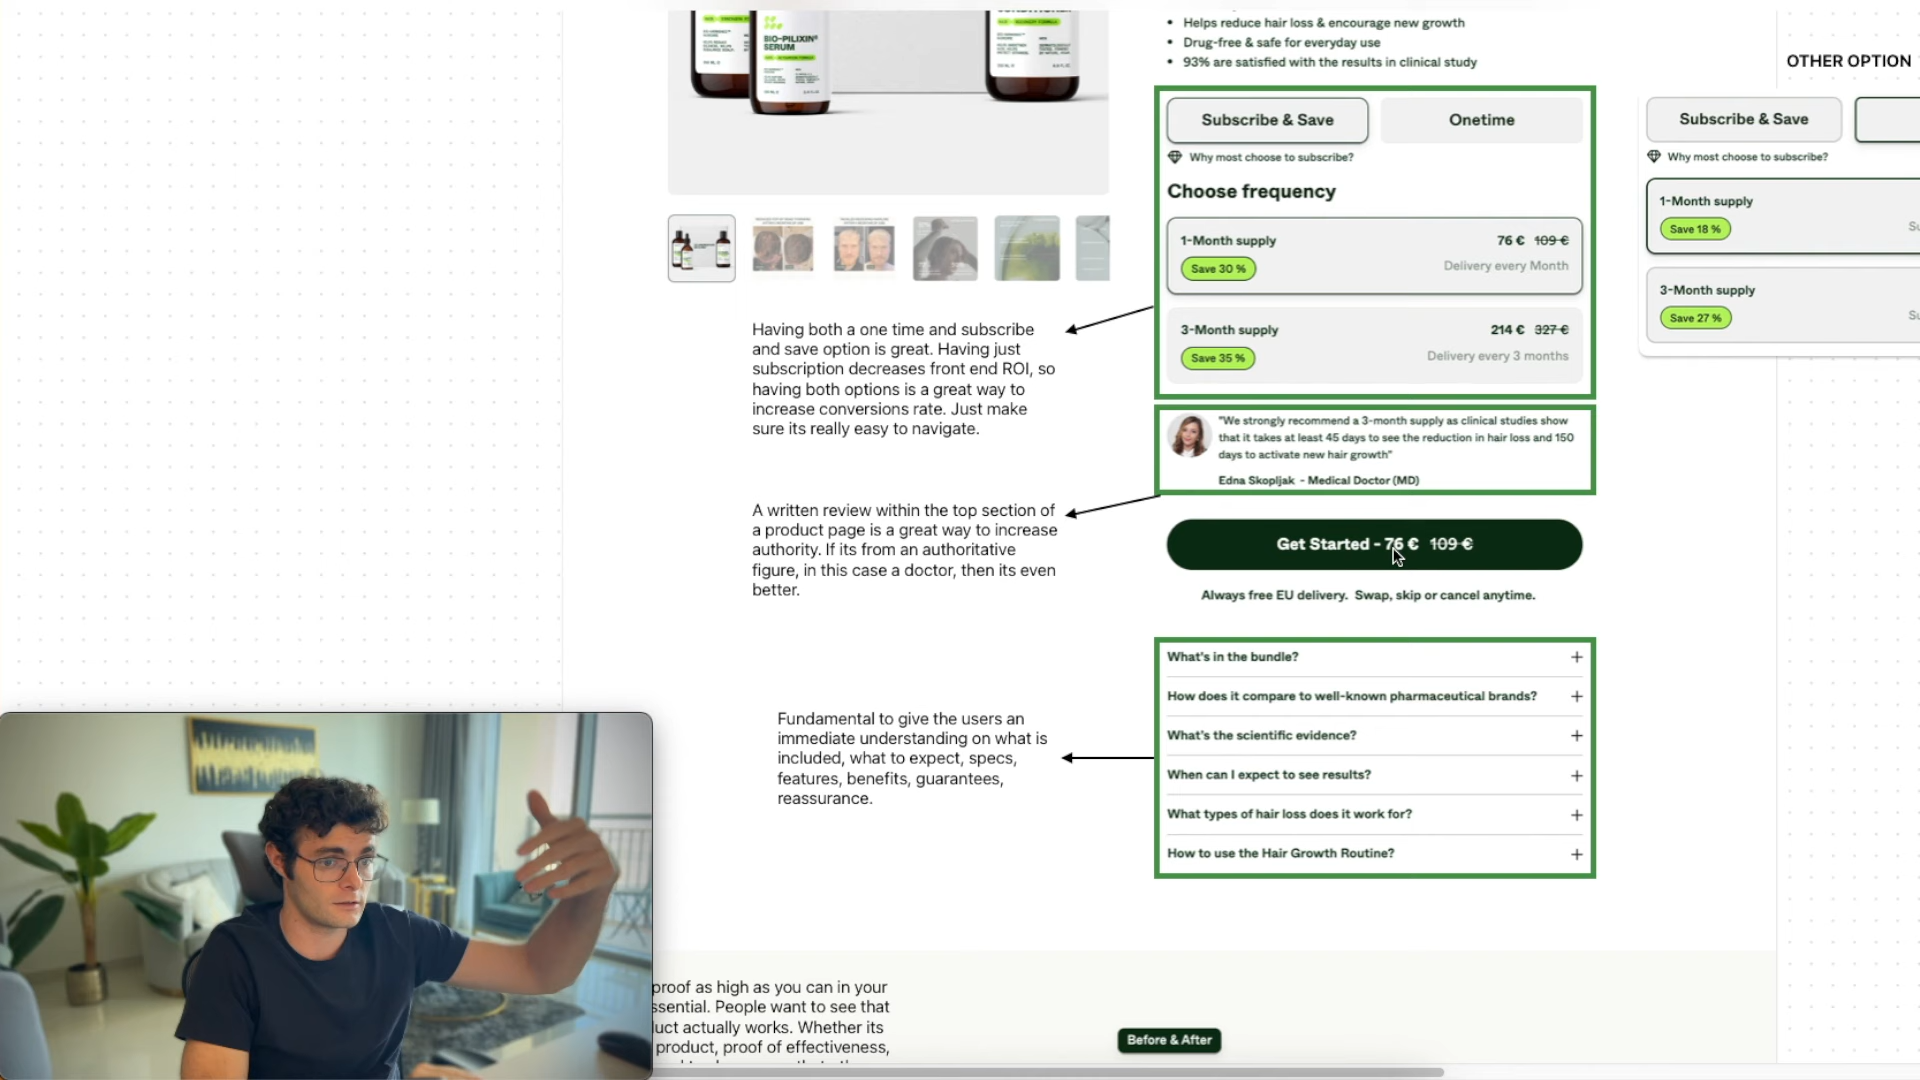 BIO-PILIXIN®
SERUM
• Helps reduce hair loss & encourage new growth
• Drug-free & safe for everyday use
• 93% are satisfied with the results in clinical study
OTHER OPTION
Subscribe & Save
Onetime
Why most choose to subscribe?
Choose frequency
1-Month supply
76 € 109 €
Save 30 %
Delivery every Month
3-Month supply
214 € 327 €
Save 35 %
Delivery every 3 months
Subscribe & Save
Why most choose to subscribe?
1-Month supply
Save 18 %
3-Month supply
Save 27 %
Having both a one time and subscribe
and save option is great. Having just
subscription decreases front end ROI, so
having both options is a great way to
increase conversions rate. Just make
sure its really easy to navigate.
"We strongly recommend a 3-month supply as clinical studies show
that it takes at least 45 days to see the reduction in hair loss and 150
days to activate new hair growth"
Edna Skopljak - Medical Doctor (MD)
A written review within the top section of
a product page is a great way to increase
authority. If its from an authoritative
figure, in this case a doctor, then its even
better.
Get Started - 76 € 109 €
Always free EU delivery. Swap, skip or cancel anytime.
Fundamental to give the users an
immediate understanding on what is
included, what to expect, specs,
features, benefits, guarantees,
reassurance.
What's in the bundle?
How does it compare to well-known pharmaceutical brands?
What's the scientific evidence?
When can I expect to see results?
What types of hair loss does it work for?
How to use the Hair Growth Routine?
proof as high as you can in your
ssential. People want to see that
uct actually works. Whether its
product, proof of effectiveness,
Before & After